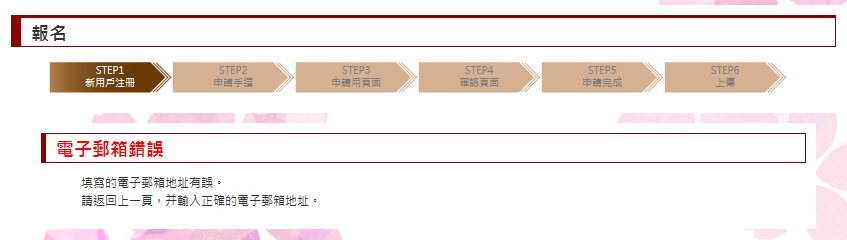 報名
STEP1
新用戶注冊
STEP2
申請手續
STEP3
申請用頁面
STEP4
確認頁面
STEP5
申請完成
STEP6
上傳
電子郵箱錯誤
填寫的電子郵箱地址有誤。
請返回上一頁，并輸入正確的電子郵箱地址。